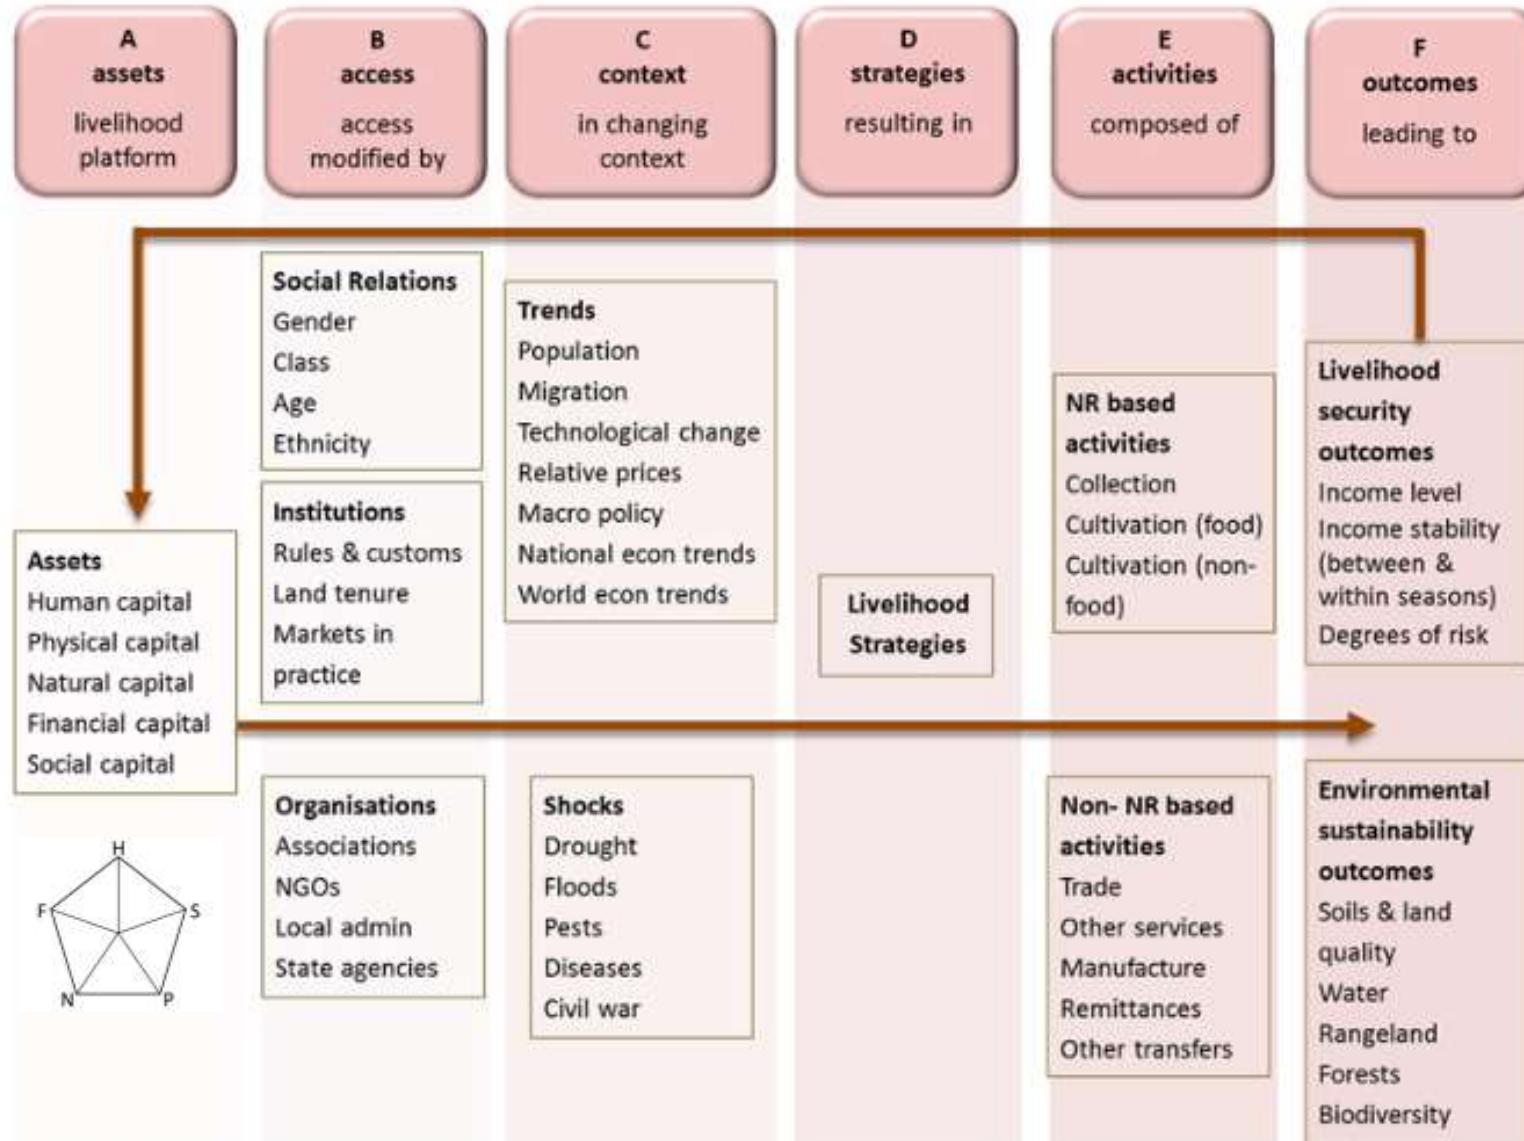 A
assets
livelihood
platform
B
access
access
modified by
C
context
in changing
context
D
strategies
resulting in
E
activities
composed of
F
outcomes
leading to
Assets
Human capital
Physical capital
Natural capital
Financial capital
Social capital
H
F
S
N
P
Social Relations
Gender
Class
Age
Ethnicity
Institutions
Rules & customs
Land tenure
Markets in
practice
Organisations
Associations
NGOs
Local admin
State agencies
Trends
Population
Migration
Technological change
Relative prices
Macro policy
National econ trends
World econ trends
Shocks
Drought
Floods
Pests
Diseases
Civil war
Livelihood
Strategies
NR based
activities
Collection
Cultivation (food)
Cultivation (non-
food)
Non- NR based
activities
Trade
Other services
Manufacture
Remittances
Other transfers
Livelihood
security
outcomes
Income level
Income stability
(between &
within seasons)
Degrees of risk
Environmental
sustainability
outcomes
Soils & land
quality
Water
Rangeland
Forests
Biodiversity